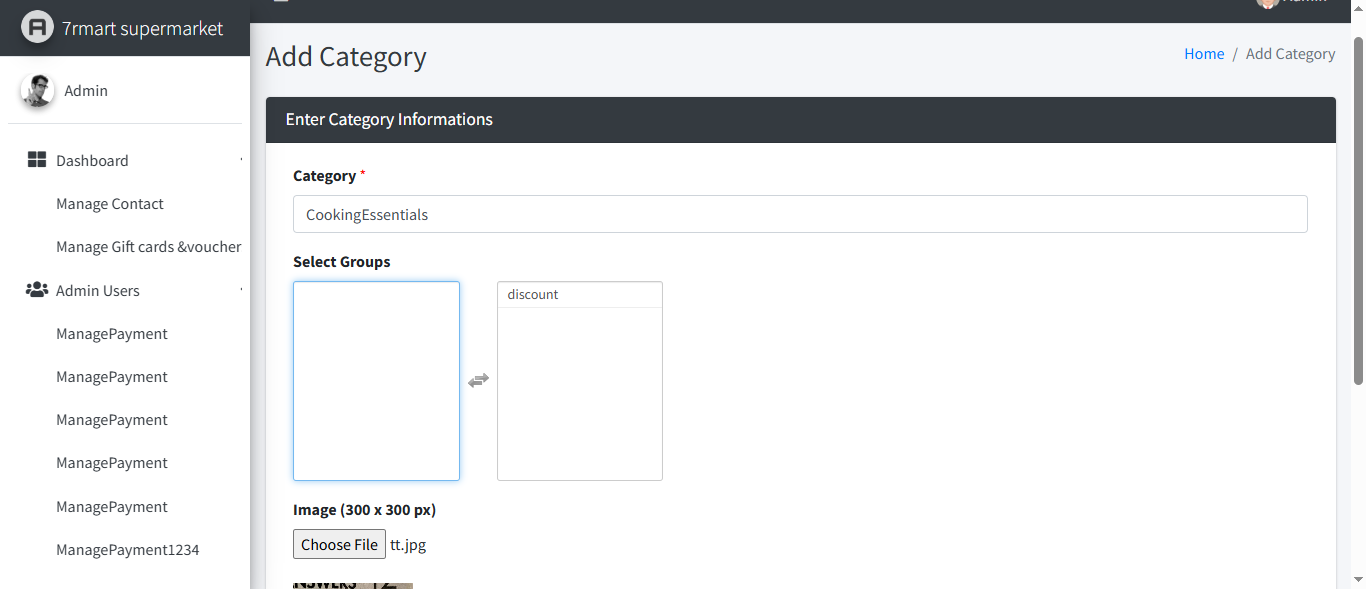 7rmart supermarket
Admin
Dashboard
Manage Contact
Manage Gift cards &voucher
Admin Users
ManagePayment
ManagePayment
ManagePayment
ManagePayment
ManagePayment
ManagePayment1234
Admin
Add Category
Home / Add Category
Enter Category Informations
Category *
CookingEssentials
Select Groups
discount
Image (300 x 300 px)
Choose File tt.jpg
ANSWERS